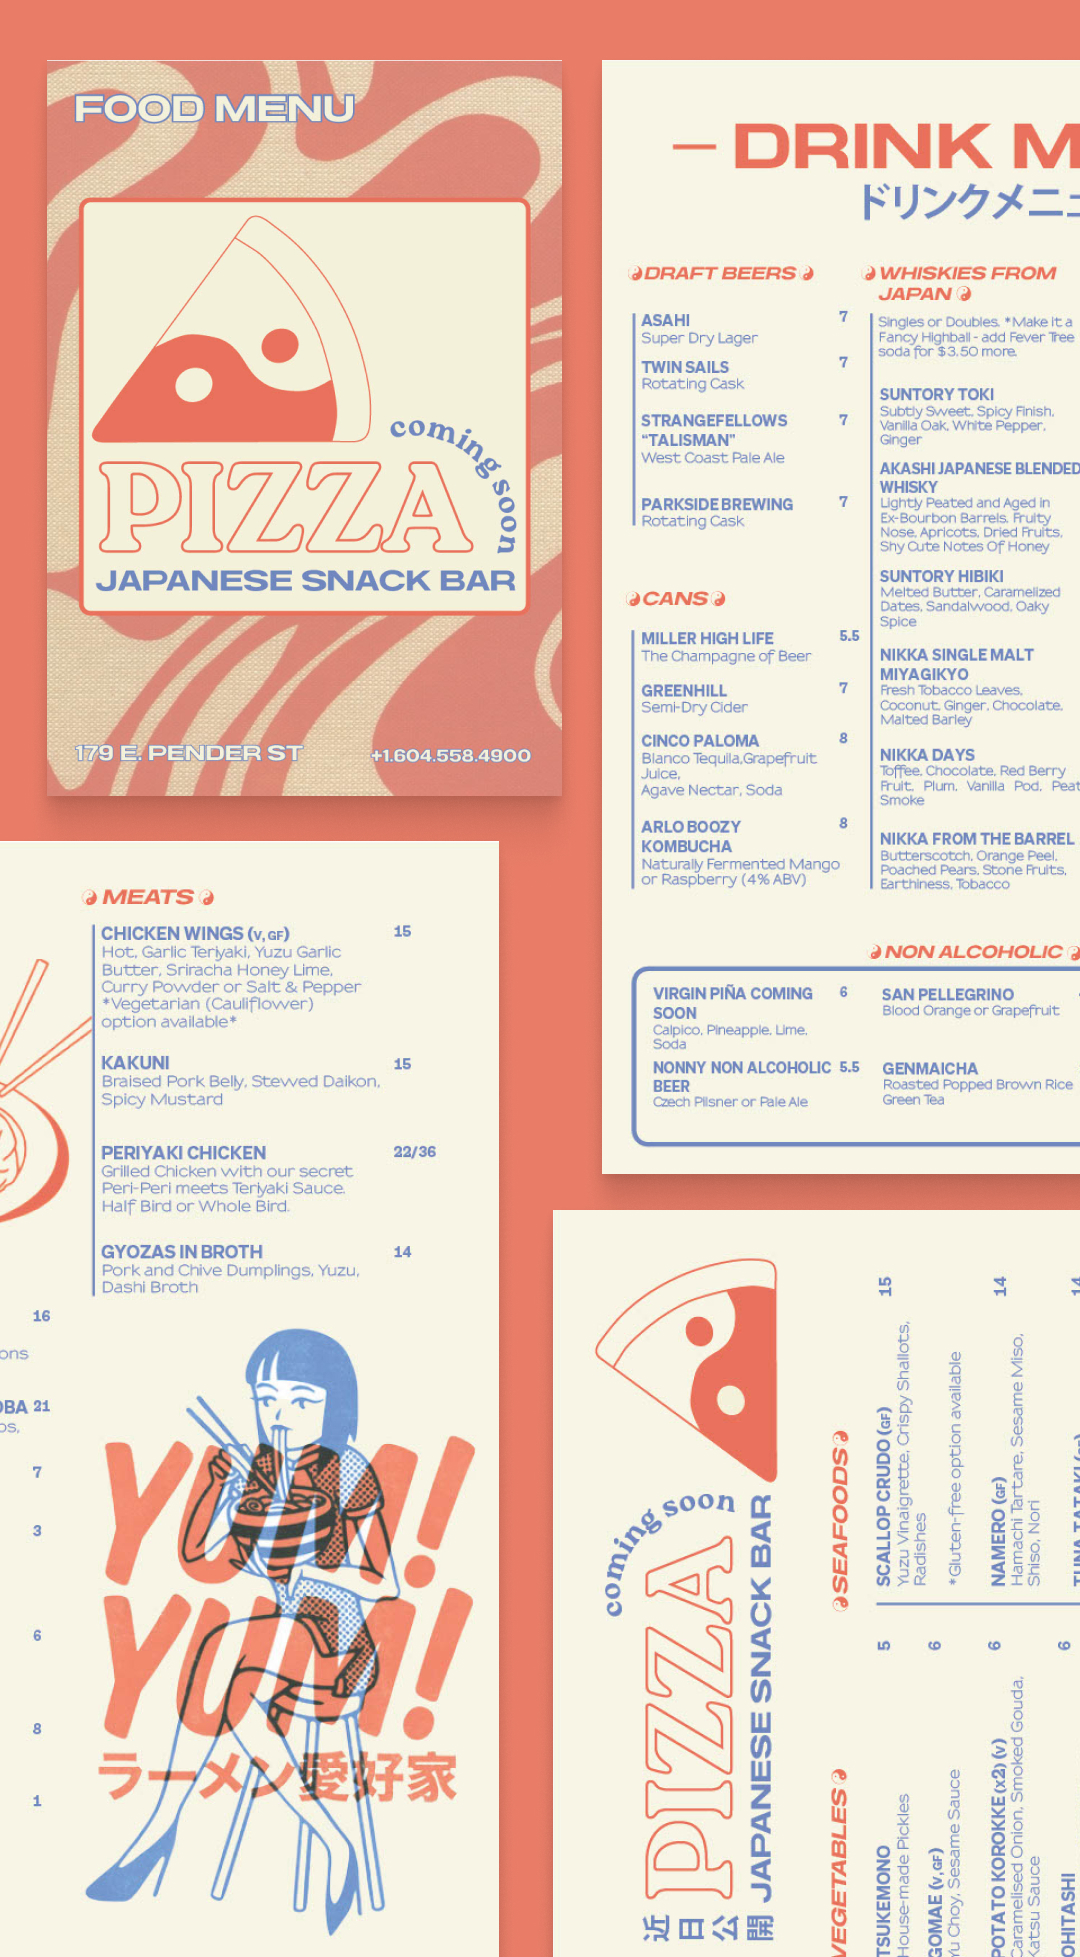 FOOD MENU
coming soon
PIZZA
JAPANESE SNACK BAR
179 E. PENDER ST
+1.604.558.4900
– DRINK M
ドリンクメニュ
DRAFT BEERS
ASAHI 7
Super Dry Lager
TWIN SAILS 7
Rotating Cask
STRANGEFELLOWS 7
“TALISMAN”
West Coast Pale Ale
PARKSIDE BREWING 7
Rotating Cask
CANS
MILLER HIGH LIFE 5.5
The Champagne of Beer
GREENHILL 7
Semi-Dry Cider
CINCO PALOMA 8
Blanco Tequila,Grapefruit
Juice,
Agave Nectar, Soda
ARLO BOOZY 8
KOMBUCHA
Naturally Fermented Mango
or Raspberry (4% ABV)
WHISKIES FROM
JAPAN
Singles or Doubles. *Make it a
Fancy Highball - add Fever Tree
soda for $3.50 more.
SUNTORY TOKI
Subtly Sweet, Spicy Finish,
Vanilla Oak, White Pepper,
Ginger
AKASHI JAPANESE BLENDED
WHISKY
Lightly Peated and Aged in
Ex-Bourbon Barrels. Fruity
Nose, Apricots, Dried Fruits,
Shy Cute Notes Of Honey
SUNTORY HIBIKI
Melted Butter, Caramelized
Dates, Sandalwood, Oaky
Spice
NIKKA SINGLE MALT
MIYAGIKYO
Fresh Tobacco Leaves,
Coconut, Ginger, Chocolate,
Malted Barley
NIKKA DAYS
Toffee, Chocolate, Red Berry
Fruit, Plum, Vanilla Pod, Peat
Smoke
NIKKA FROM THE BARREL
Butterscotch, Orange Peel,
Poached Pears, Stone Fruits,
Earthiness, Tobacco
NON ALCOHOLIC
VIRGIN PIÑA COMING 6
SOON
Calpico, Pineapple, Lime,
Soda
NONNY NON ALCOHOLIC 5.5
BEER
Czech Pilsner or Pale Ale
SAN PELLEGRINO
Blood Orange or Grapefruit
GENMAICHA
Roasted Popped Brown Rice
Green Tea
MEATS
CHICKEN WINGS (V, GF) 15
Hot, Garlic Teriyaki, Yuzu Garlic
Butter, Sriracha Honey Lime,
Curry Powder or Salt & Pepper
*Vegetarian (Cauliflower)
option available*
KAKUNI 15
Braised Pork Belly, Stewed Daikon,
Spicy Mustard
PERIYAKI CHICKEN 22/36
Grilled Chicken with our secret
Peri-Peri meets Teriyaki Sauce.
Half Bird or Whole Bird.
GYOZAS IN BROTH 14
Pork and Chive Dumplings, Yuzu,
Dashi Broth
16
ons
OBA 21
os,
7
3
6
8
1
YUM!
YUM!
ラーメン愛好家
coming soon
PIZZA
JAPANESE SNACK BAR
近日公開
SEAFOODS
SCALLOP CRUDO (GF) 15
Yuzu Vinaigrette, Crispy Shallots,
Radishes
*Gluten-free option available
NAMERO (GF) 14
Hamachi Tartare, Sesame Miso,
Shiso, Nori
TUNA TATAKI 14
VEGETABLES
TSUKEMONO 5
House-made Pickles
GOMAE (V,GF) 6
Yu Choy, Sesame Sauce
POTATO KOROKKE (x2) (V) 6
Caramelised Onion, Smoked Gouda,
Katsu Sauce
OHITASHI 6